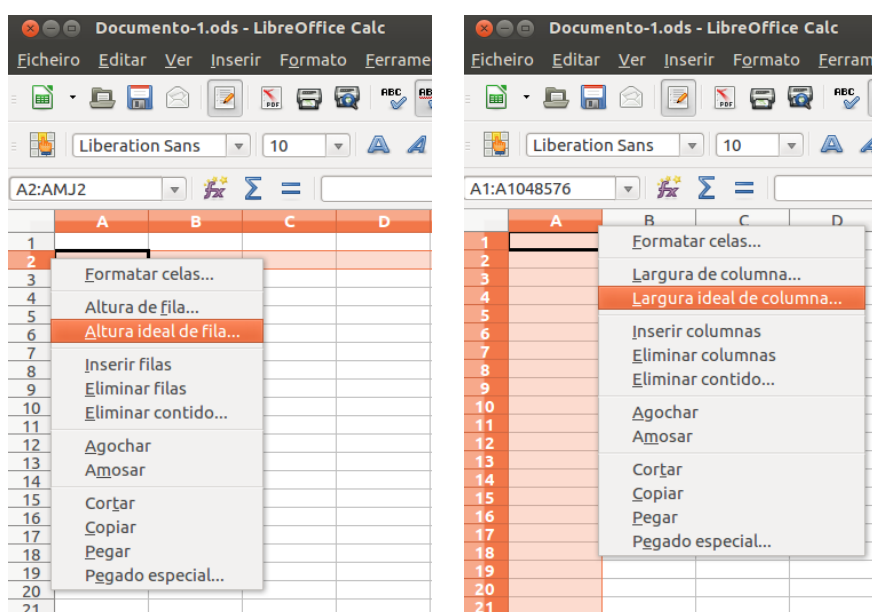 Documento-1.ods - LibreOffice Calc
Ficheiro Editar Ver Inserir Formato Ferrame
PDF ABC AB
Liberation Sans 10
A2:AMJ2
A B C D
1
2
3
4
5
6
7
8
9
10
11
12
13
14
15
16
17
18
19
20
21
Formatar celas...
Altura de fila...
Altura ideal de fila...
Inserir filas
Eliminar filas
Eliminar contido...
Agochar
Amosar
Cortar
Copiar
Pegar
Pegado especial...
Documento-1.ods - LibreOffice Calc
Ficheiro Editar Ver Inserir Formato Ferram
PDF ABC
Liberation Sans 10
A1:A1048576
A B C D
1
2
3
4
5
6
7
8
9
10
11
12
13
14
15
16
17
18
19
20
21
Formatar celas...
Largura de columna...
Largura ideal de columna...
Inserir columnas
Eliminar columnas
Eliminar contido...
Agochar
Amosar
Cortar
Copiar
Pegar
Pegado especial...